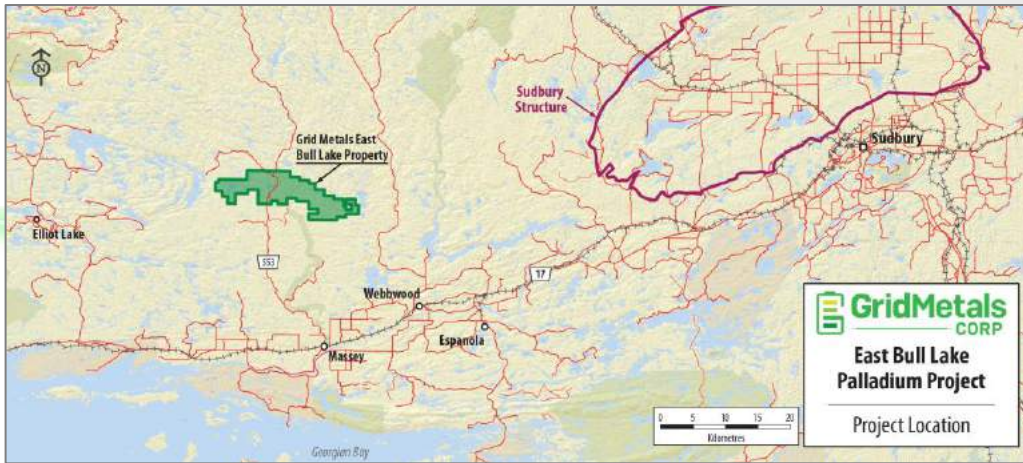 N
Sudbury
Structure
Sudbury
Grid Metals East
Bull Lake Property
Elliot Lake
553
17
Webbwood
Espanola
Massey
Georgian Bay
0 5 10 15 20
Kilometres
GridMetals
CORP
East Bull Lake
Palladium Project
Project Location